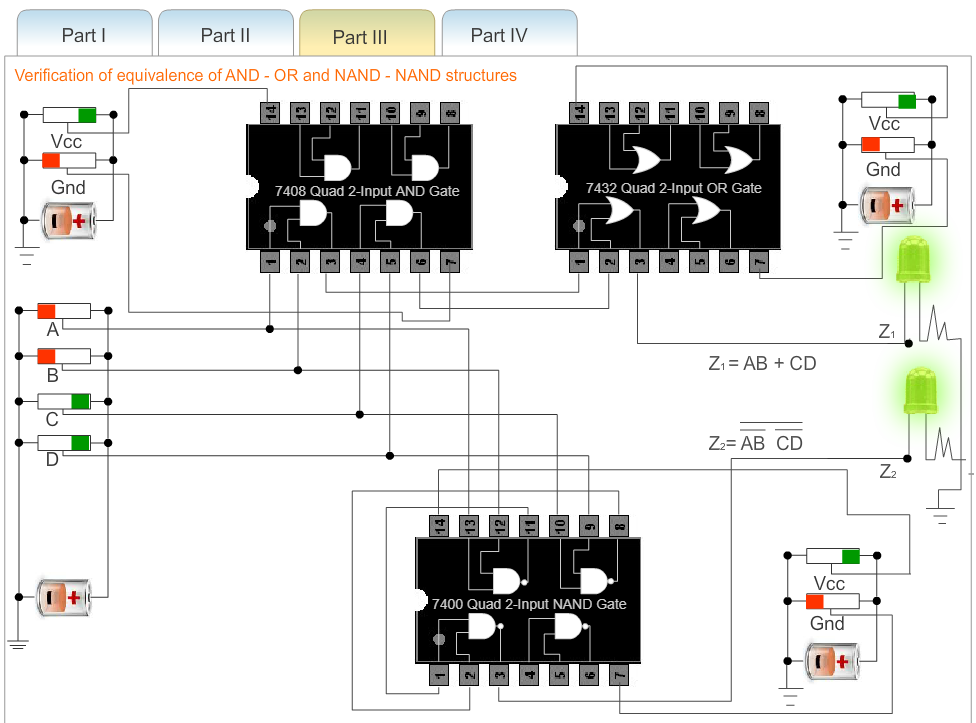 Part I Part II Part III Part IV
Verification of equivalence of AND - OR and NAND - NAND structures
14 13 12 11 10 9 8
14 13 12 11 10 9 8
Vcc
Gnd
Vcc
Gnd
7408 Quad 2-Input AND Gate
7432 Quad 2-Input OR Gate
1 2 3 4 5 6 7
1 2 3 4 5 6 7
A
B
C
D
Z1
Z1= AB + CD
Z2= \overline{\overline{AB}} \overline{\overline{CD}}
Z2
14 13 12 11 10 9 8
7400 Quad 2-Input NAND Gate
1 2 3 4 5 6 7
Vcc
Gnd